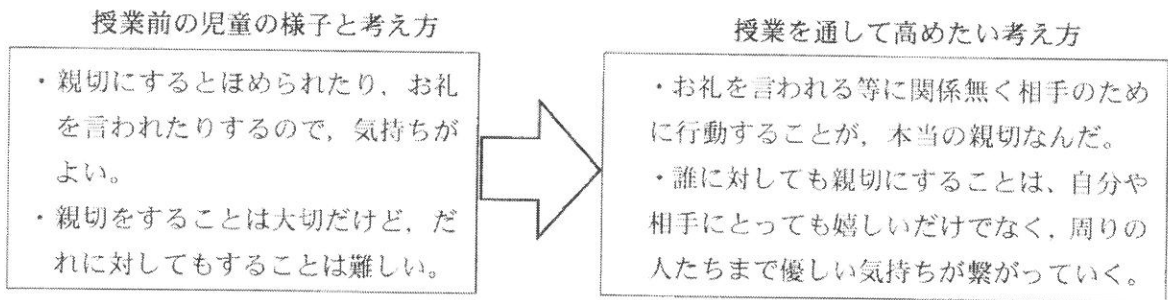 授業前の児童の様子と考え方
・親切にするとほめられたり，お礼
を言われたりするので，気持ちが
よい。
・親切をすることは大切だけど，だ
れに対してもすることは難しい。
授業を通して高めたい考え方
・お礼を言われる等に関係無く相手のため
に行動することが，本当の親切なんだ。
・誰に対しても親切にすることは、自分や
相手にとっても嬉しいだけでなく，周りの
人たちまで優しい気持ちが繋がっていく。